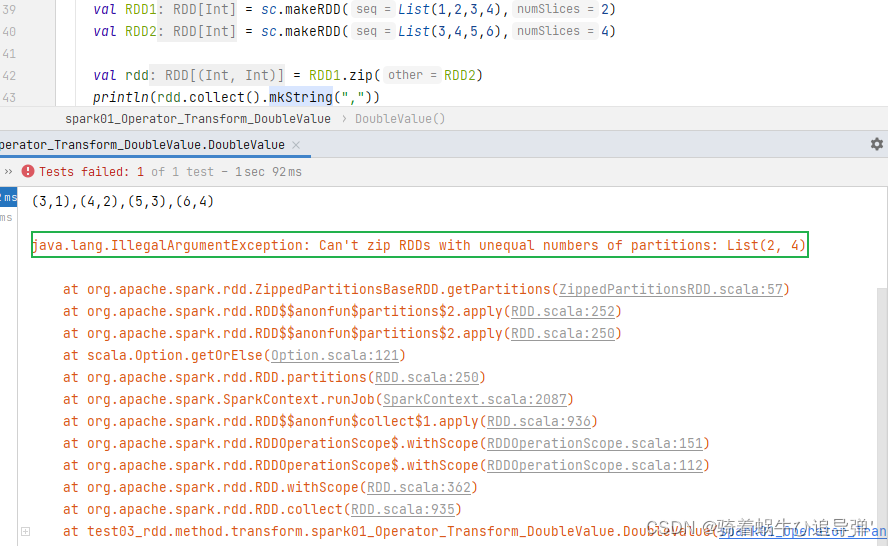 39 val RDD1: RDD[Int] = sc.makeRDD( seq = List(1,2,3,4), numSlices = 2)
40 val RDD2: RDD[Int] = sc.makeRDD( seq = List(3,4,5,6), numSlices = 4)
41
42 val rdd: RDD[(Int, Int)] = RDD1.zip( other = RDD2)
43 println(rdd.collect().mkString(","))
spark01_Operator_Transform_DoubleValue › DoubleValue()
perator_Transform_DoubleValue.DoubleValue ×
» Tests failed: 1 of 1 test – 1 sec 92 ms
2 ms (3,1),(4,2),(5,3),(6,4)
ms
java.lang.IllegalArgumentException: Can't zip RDDs with unequal numbers of partitions: List(2, 4)
at org.apache.spark.rdd.ZippedPartitionsBaseRDD.getPartitions(ZippedPartitionsRDD.scala:57)
at org.apache.spark.rdd.RDD$$anonfun$partitions$2.apply(RDD.scala:252)
at org.apache.spark.rdd.RDD$$anonfun$partitions$2.apply(RDD.scala:250)
at scala.Option.getOrElse(Option.scala:121)
at org.apache.spark.rdd.RDD.partitions(RDD.scala:250)
at org.apache.spark.SparkContext.runJob(SparkContext.scala:2087)
at org.apache.spark.rdd.RDD$$anonfun$collect$1.apply(RDD.scala:936)
at org.apache.spark.rdd.RDDOperationScope$.withScope(RDDOperationScope.scala:151)
at org.apache.spark.rdd.RDDOperationScope$.withScope(RDDOperationScope.scala:112)
at org.apache.spark.rdd.RDD.withScope(RDD.scala:362)
at org.apache.spark.rdd.RDD.collect(RDD.scala:935)
at test03_rdd.method.transform.spark01_Operator_Transform_DoubleValue.DoubleValue(spark01_Operator_Tran
CSDN @骑着蜗牛ひ追导弹'